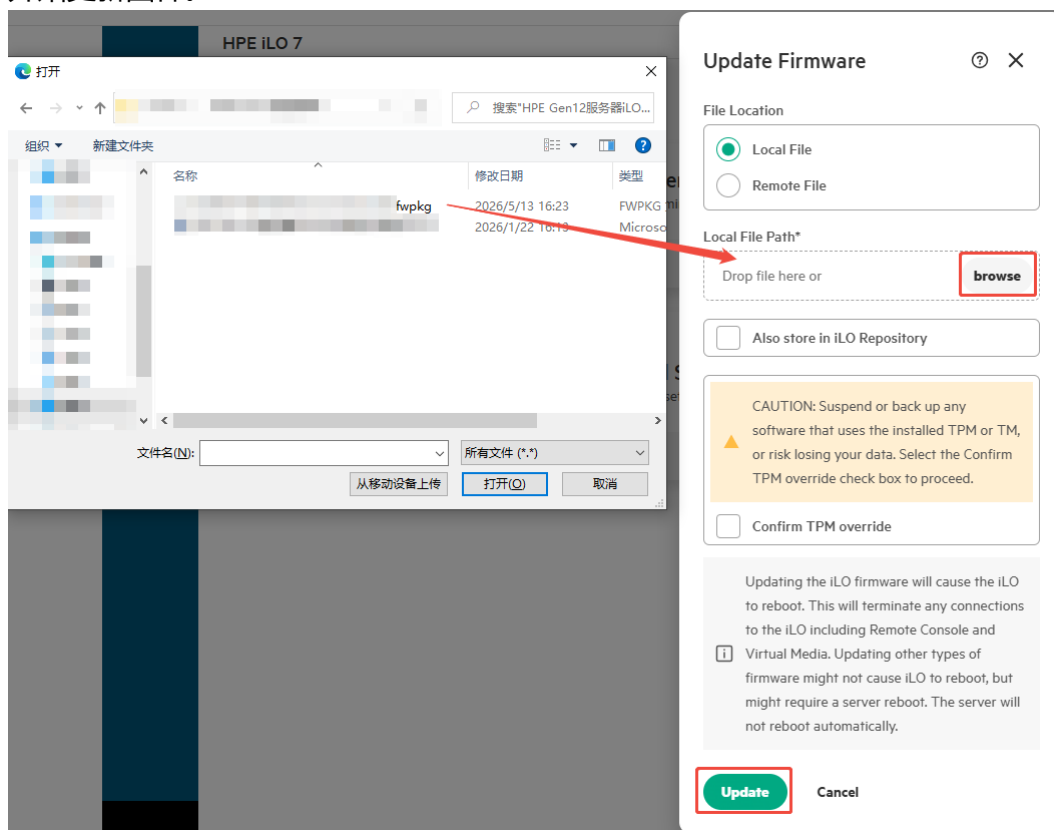 HPE iLO 7
打开
搜索"HPE Gen12服务器iLO...
组织
新建文件夹
名称
修改日期
类型
fwpkg
2026/5/13 16:23
FWPKG
2026/1/22 16:13
Microso
文件名(N):
所有文件 (*.*)
从移动设备上传
打开(O)
取消
Update Firmware
File Location
Local File
Remote File
Local File Path*
Drop file here or
browse
Also store in iLO Repository
CAUTION: Suspend or back up any
software that uses the installed TPM or TM,
or risk losing your data. Select the Confirm
TPM override check box to proceed.
Confirm TPM override
Updating the iLO firmware will cause the iLO
to reboot. This will terminate any connections
to the iLO including Remote Console and
Virtual Media. Updating other types of
firmware might not cause iLO to reboot, but
might require a server reboot. The server will
not reboot automatically.
Update
Cancel